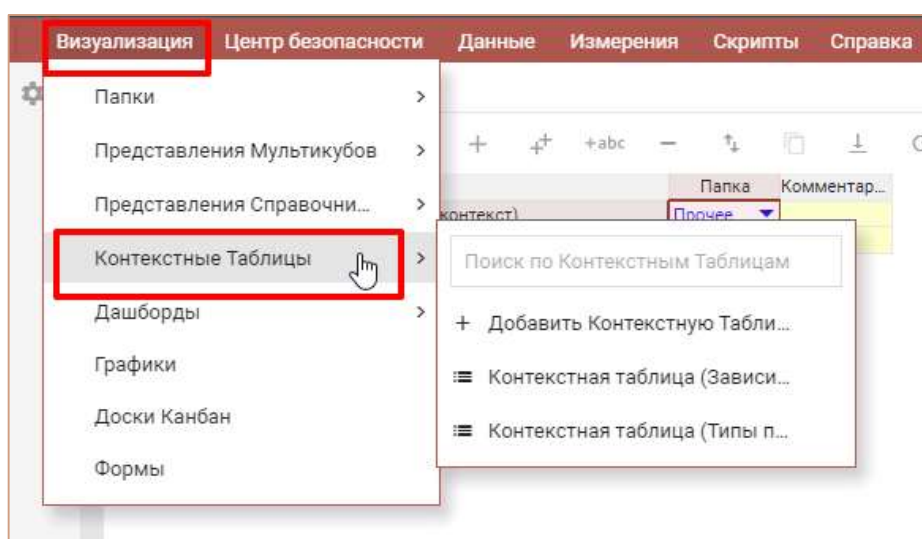 Визуализация Центр безопасности Данные Измерения Скрипты Справка
Папки
Представления Мультикубов
+abc
Папка Комментар...
Представления Справочни...
контекст)
Прочее
Контекстные Таблицы
Поиск по Контекстным Таблицам
Дашборды
+ Добавить Контекстную Табли...
Графики
Контекстная таблица (Зависи...
Доски Канбан
Контекстная таблица (Типы п...
Формы